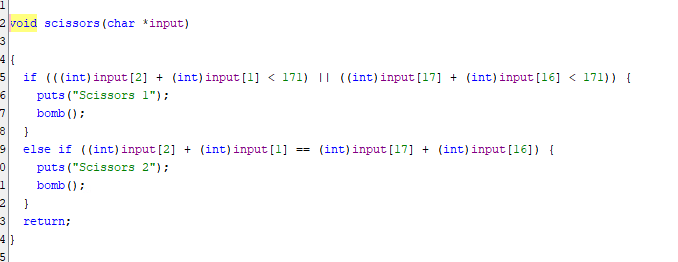 1
2 void scissors(char *input)
3
4 {
5   if (((int)input[2] + (int)input[1] < 171) || ((int)input[17] + (int)input[16] < 171)) {
6     puts("Scissors 1");
7     bomb();
8   }
9   else if ((int)input[2] + (int)input[1] == (int)input[17] + (int)input[16]) {
0     puts("Scissors 2");
1     bomb();
2   }
3   return;
4 }
5